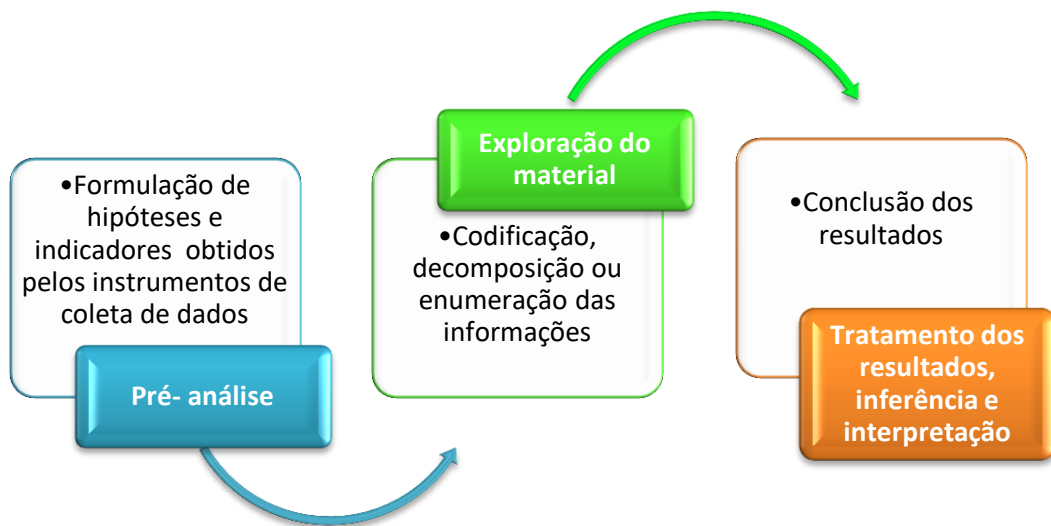 •Formulação de
hipóteses e
indicadores obtidos
pelos instrumentos de
coleta de dados
Pré- análise
Exploração do
material
•Codificação,
decomposição ou
enumeração das
informações
•Conclusão dos
resultados
Tratamento dos
resultados,
inferência e
interpretação